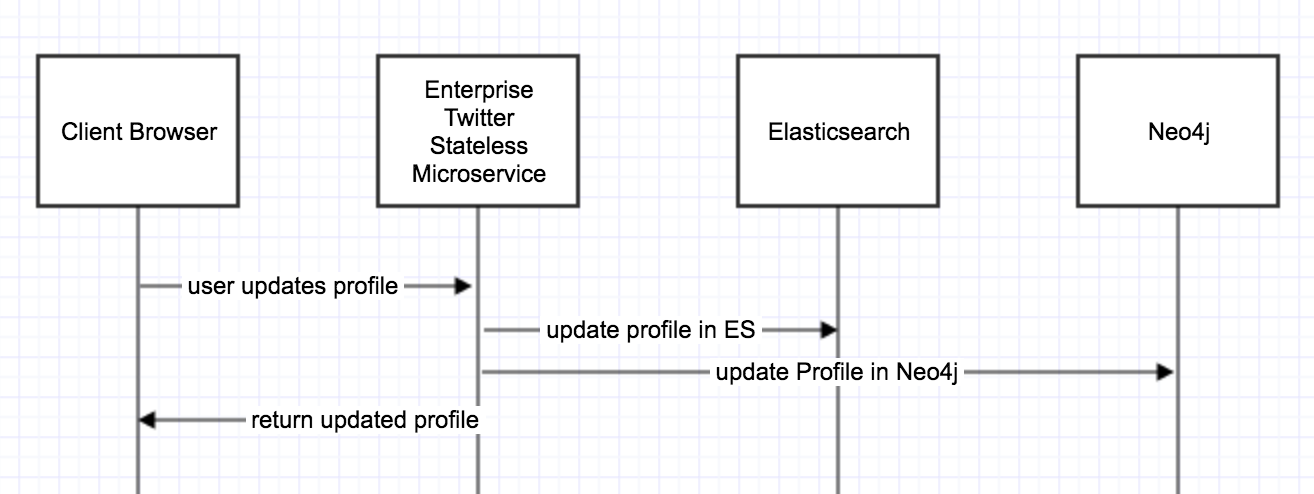 Client Browser
Enterprise
Twitter
Stateless
Microservice
Elasticsearch
Neo4j
user updates profile
update profile in ES
update Profile in Neo4j
return updated profile